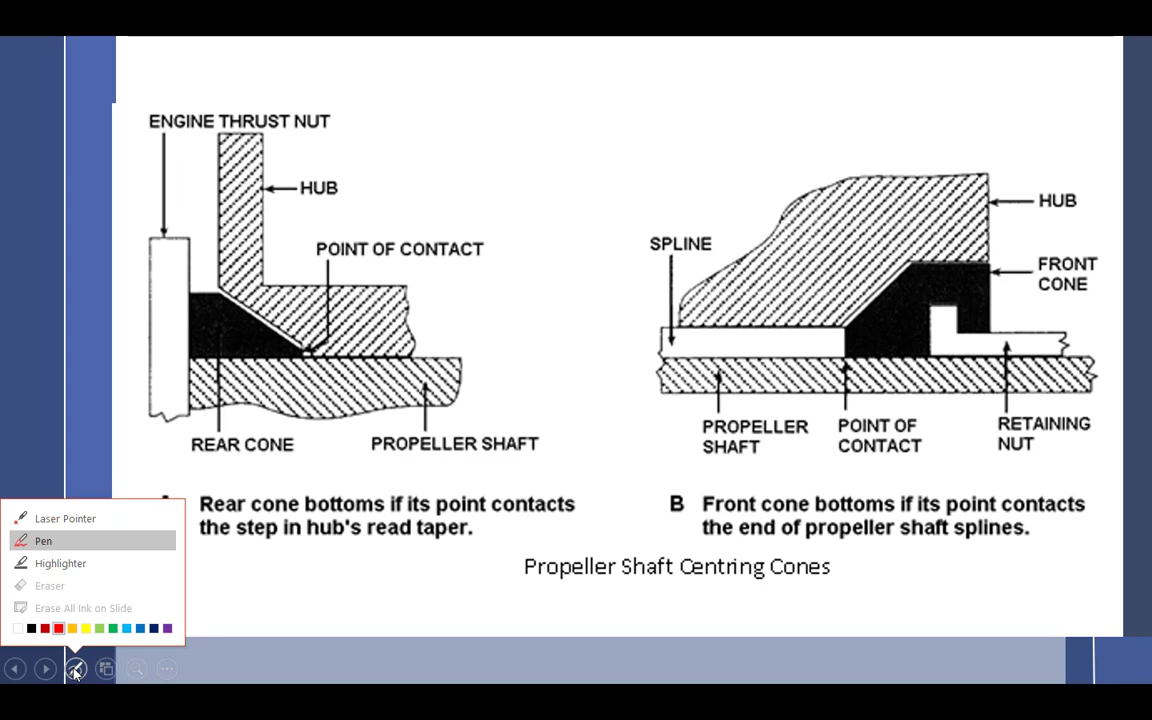 ENGINE THRUST NUT
HUB
POINT OF CONTACT
REAR CONE
PROPELLER SHAFT
Rear cone bottoms if its point contacts
the step in hub's read taper.
SPLINE
HUB
FRONT
CONE
PROPELLER
SHAFT
POINT OF
CONTACT
RETAINING
NUT
B Front cone bottoms if its point contacts
the end of propeller shaft splines.
Propeller Shaft Centring Cones
Laser Pointer
Pen
Highlighter
Eraser
Erase All Ink on Slide